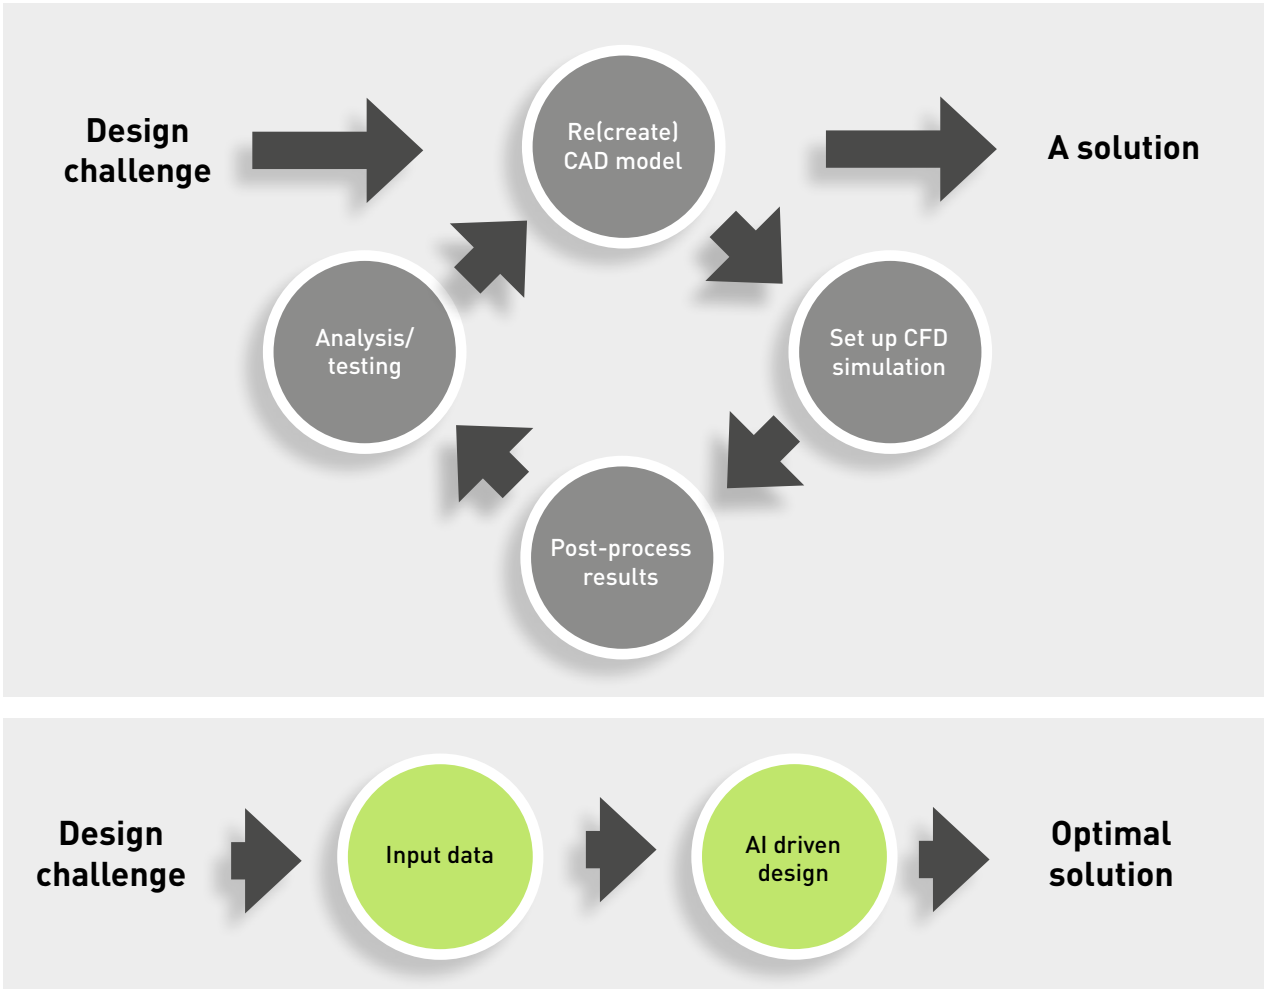 Design
challenge
Re(create)
CAD model
A solution
Analysis/
testing
Set up CFD
simulation
Post-process
results
Design
challenge
Input data
AI driven
design
Optimal
solution